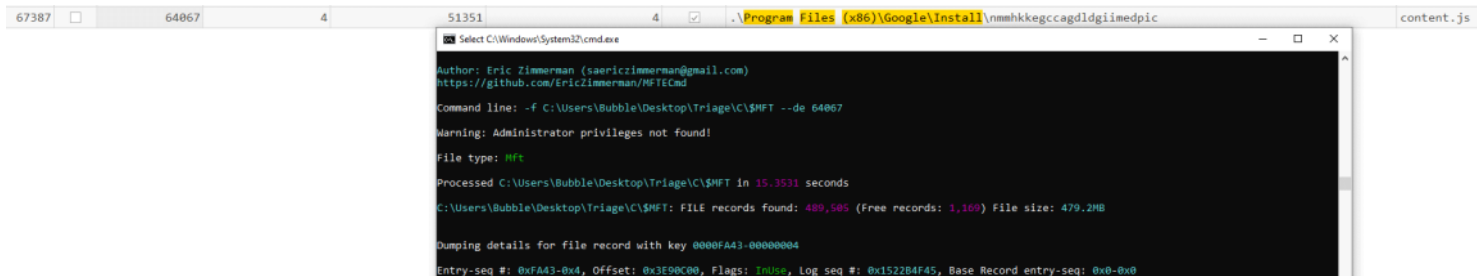 67387 64067 4 51351 4 .\Program Files (x86)\Google\Install\nmmhkkegccagdldgiimedpic content.js
Select C:\Windows\System32\cmd.exe
Author: Eric Zimmerman (saericzimmerman@gmail.com)
https://github.com/EricZimmerman/MFTECmd
Command line: -f C:\Users\Bubble\Desktop\Triage\C\$MFT --de 64067
Warning: Administrator privileges not found!
File type: Mft
Processed C:\Users\Bubble\Desktop\Triage\C\$MFT in 15.3531 seconds
C:\Users\Bubble\Desktop\Triage\C\$MFT: FILE records found: 489,505 (Free records: 1,169) File size: 479.2MB
Dumping details for file record with key 0000FA43-00000004
Entry-seq #: 0xFA43-0x4, Offset: 0x3E90C00, Flags: InUse, Log seq #: 0x1522B4F45, Base Record entry-seq: 0x0-0x0